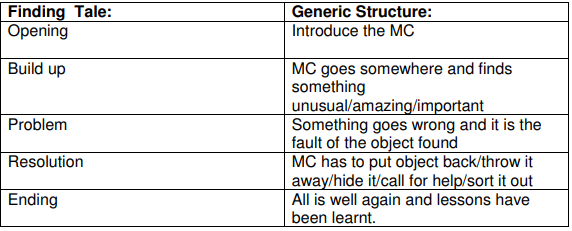 Finding  Tale: Generic Structure:
Opening Introduce the MC
Build up MC goes somewhere and finds
something
unusual/amazing/important
Problem Something goes wrong and it is the
fault of the object found
Resolution MC has to put object back/throw it
away/hide it/call for help/sort it out
Ending All is well again and lessons have
been learnt.